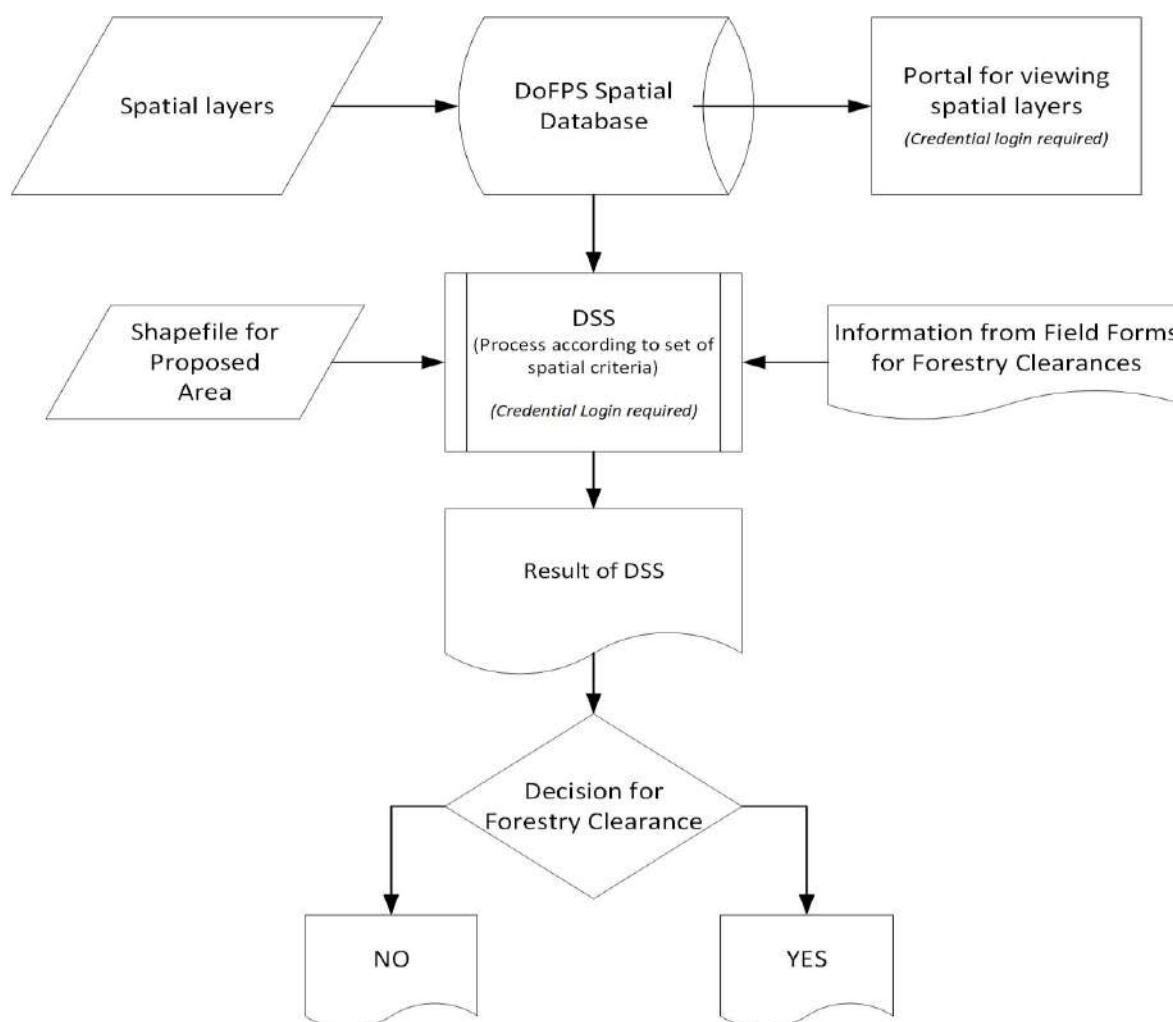 Spatial layers
DoFPS Spatial
Database
Portal for viewing
spatial layers
(Credential login required)
Shapefile for
Proposed
Area
DSS
(Process according to set of
spatial criteria)
(Credential Login required)
Information from Field Forms
for Forestry Clearances
Result of DSS
Decision for
Forestry Clearance
NO
YES